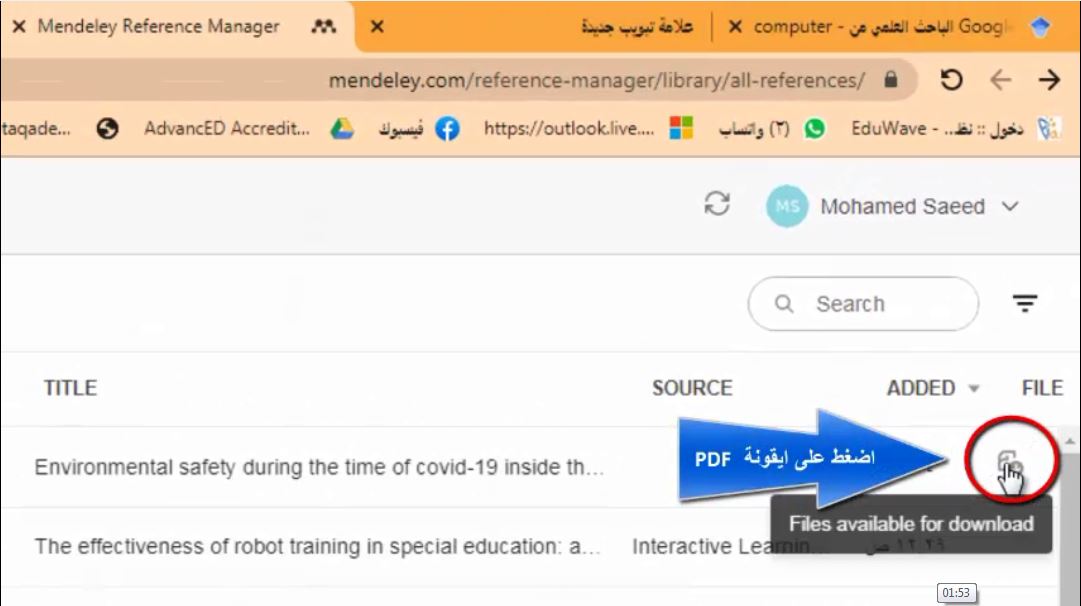 Mendeley Reference Manager
علامة تبويب جديدة
computer - الباحث العلمي من Googl
mendeley.com/reference-manager/library/all-references/
taqade...
AdvancED Accredit...
فيسبوك
https://outlook.live....
(٢) واتساب
EduWave - دخول :: نظ...
MS Mohamed Saeed
Search
TITLE SOURCE ADDED FILE
Environmental safety during the time of covid-19 inside th...
اضغط على ايقونة PDF
Files available for download
The effectiveness of robot training in special education: a... Interactive Learnin... ١٢:٢٩ ص
01:53